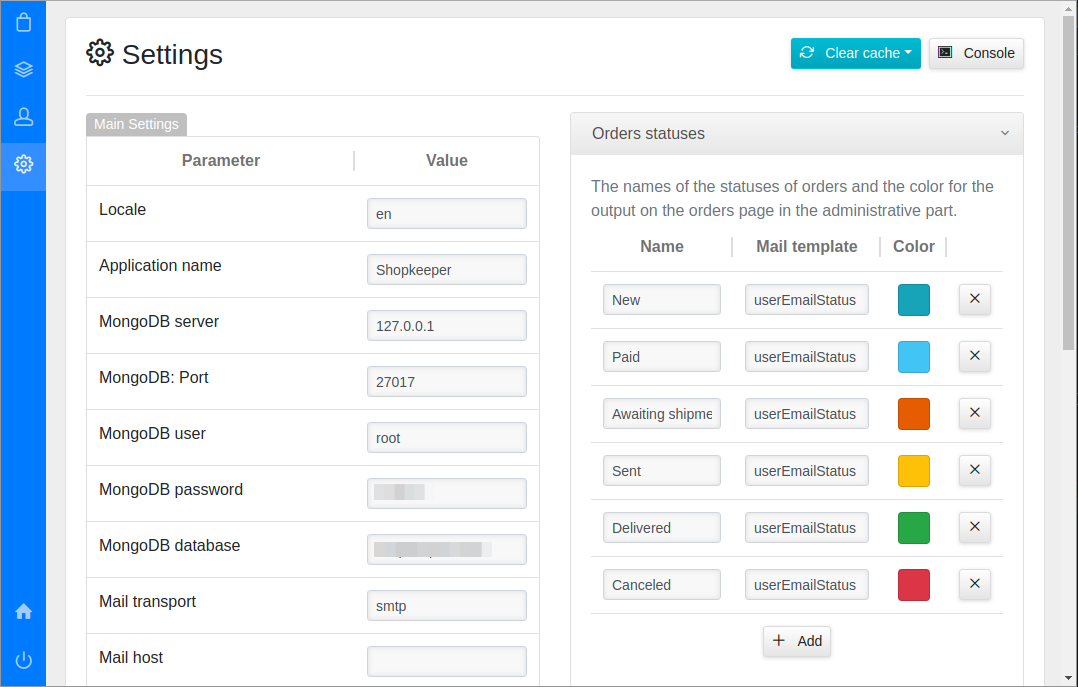 Settings
Clear cache
Console
Main Settings
Parameter Value
Locale en
Application name Shopkeeper
MongoDB server 127.0.0.1
MongoDB: Port 27017
MongoDB user root
MongoDB password
MongoDB database
Mail transport smtp
Mail host
Orders statuses
The names of the statuses of orders and the color for the
output on the orders page in the administrative part.
Name Mail template Color
New userEmailStatus
Paid userEmailStatus
Awaiting shipme userEmailStatus
Sent userEmailStatus
Delivered userEmailStatus
Canceled userEmailStatus
Add